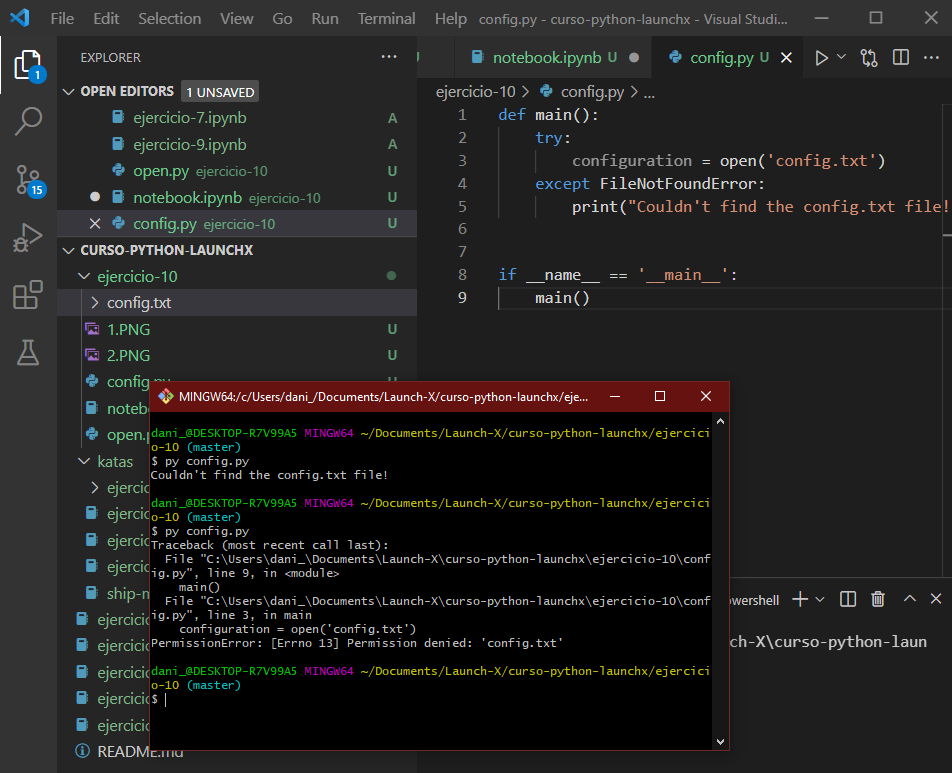 File Edit Selection View Go Run Terminal Help config.py - curso-python-launchx - Visual Studi...
EXPLORER
notebook.ipynb U
config.py U
1
OPEN EDITORS 1 UNSAVED
ejercicio-10 > config.py > ...
ejercicio-7.ipynb A
ejercicio-9.ipynb A
open.py ejercicio-10 U
notebook.ipynb ejercicio-10 U
config.py ejercicio-10 U
15
CURSO-PYTHON-LAUNCHX
ejercicio-10
config.txt
1.PNG U
2.PNG U
config.py U
noteb
open.p
katas
ejercic
ejercic
ejercic
ejercic
ship-m
ejercicio
ejercicio
ejercicio
ejercicio
ejercicio
README.md
1 def main():
2 try:
3 configuration = open('config.txt')
4 except FileNotFoundError:
5 print("Couldn't find the config.txt file!
6
7
8 if __name__ == '__main__':
9 main()
MINGW64:/c/Users/dani_/Documents/Launch-X/curso-python-launchx/eje...
dani_@DESKTOP-R7V99A5 MINGW64 ~/Documents/Launch-X/curso-python-launchx/ejercici
o-10 (master)
$ py config.py
Couldn't find the config.txt file!
dani_@DESKTOP-R7V99A5 MINGW64 ~/Documents/Launch-X/curso-python-launchx/ejercici
o-10 (master)
$ py config.py
Traceback (most recent call last):
File "C:\Users\dani_\Documents\Launch-X\curso-python-launchx\ejercicio-10\conf
ig.py", line 9, in <module>
main()
File "C:\Users\dani_\Documents\Launch-X\curso-python-launchx\ejercicio-10\conf
ig.py", line 3, in main
configuration = open('config.txt')
PermissionError: [Errno 13] Permission denied: 'config.txt'
dani_@DESKTOP-R7V99A5 MINGW64 ~/Documents/Launch-X/curso-python-launchx/ejercici
o-10 (master)
$
owershell
ch-X\curso-python-laun